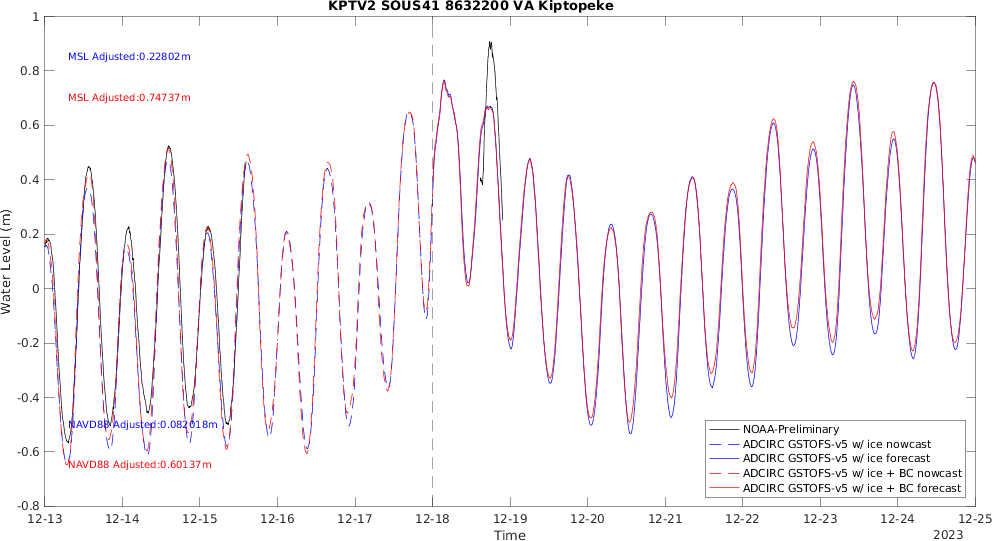 KPTV2 SOUS41 8632200 VA Kiptopeke
MSL Adjusted:0.22802m
MSL Adjusted:0.74737m
NAVD88 Adjusted:0.082018m
NAVD88 Adjusted:0.60137m
Water Level (m)
1
0.8
0.6
0.4
0.2
0
-0.2
-0.4
-0.6
-0.8
NOAA-Preliminary
ADCIRC GSTOFS-v5 w/ ice nowcast
ADCIRC GSTOFS-v5 w/ ice forecast
ADCIRC GSTOFS-v5 w/ ice + BC nowcast
ADCIRC GSTOFS-v5 w/ ice + BC forecast
12-13 12-14 12-15 12-16 12-17 12-18 12-19 12-20 12-21 12-22 12-23 12-24 12-25
Time
2023